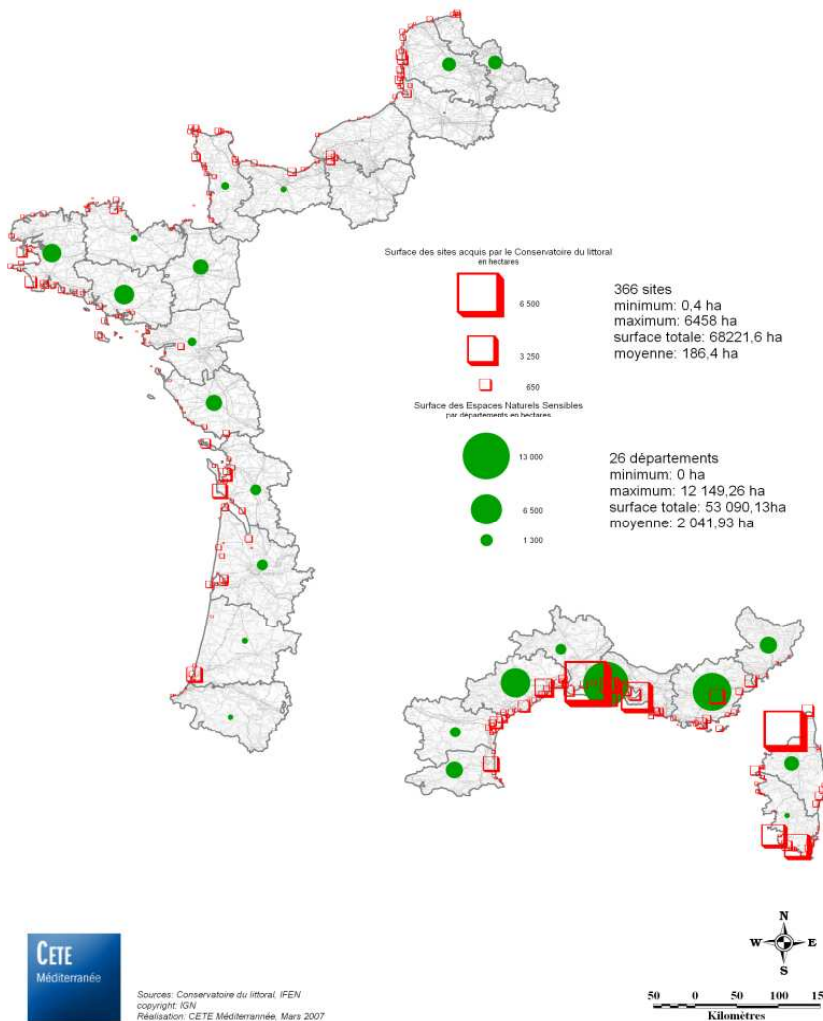 Surface des sites acquis par le Conservatoire du littoral
en hectares
6 500
3 250
650
366 sites
minimum: 0,4 ha
maximum: 6458 ha
surface totale: 68221,6 ha
moyenne: 186,4 ha
Surface des Espaces Naturels Sensibles
par départements en hectares
13 000
6 500
1 300
26 départements
minimum: 0 ha
maximum: 12 149,26 ha
surface totale: 53 090,13ha
moyenne: 2 041,93 ha
CETE
Méditerranée
Sources: Conservatoire du littoral, IFEN
copyright: IGN
Réalisation: CETE Méditerrannée, Mars 2007
N
W E
S
50 0 50 100 150
Kilomètres